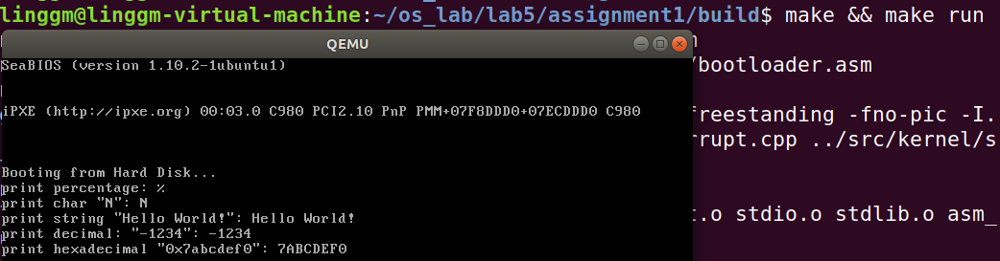 linggm@linggm-virtual-machine:~/os_lab/lab5/assignment1/build$ make && make run
QEMU
SeaBIOS (version 1.10.2-1ubuntu1)
/bootloader.asm
iPXE (http://ipxe.org) 00:03.0 C980 PCI2.10 PnP PMM+07F8DDD0+07ECDDD0 C980
freestanding -fno-pic -I.
rrupt.cpp ../src/kernel/s
Booting from Hard Disk...
print percentage: %
print char "N": N
print string "Hello World!": Hello World!
t.o stdio.o stdlib.o asm_
print decimal: "-1234": -1234
print hexadecimal "0x7abcdef0": 7ABCDEF0